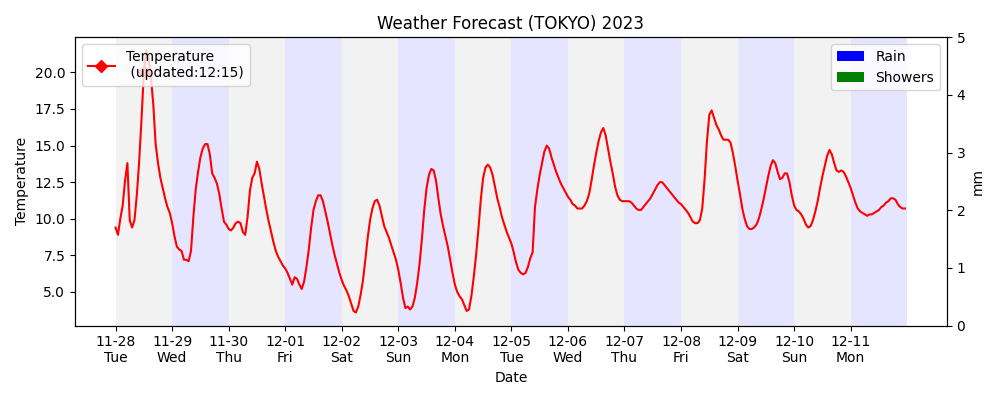 Weather Forecast (TOKYO) 2023
Temperature
(updated:12:15)
Rain
Showers
Temperature
20.0
17.5
15.0
12.5
10.0
7.5
5.0
5
4
3
2
1
0
mm
11-28 11-29 11-30 12-01 12-02 12-03 12-04 12-05 12-06 12-07 12-08 12-09 12-10 12-11
Tue Wed Thu Fri Sat Sun Mon Tue Wed Thu Fri Sat Sun Mon
Date